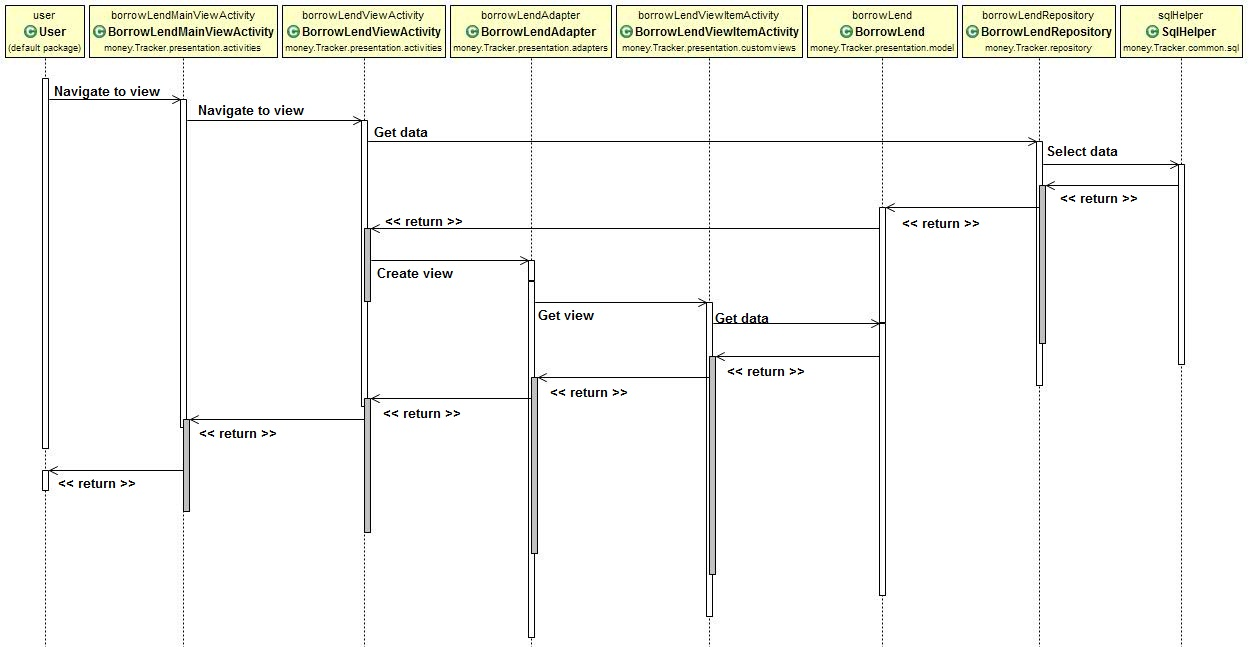 user
User
(default package)
borrowLendMainViewActivity
BorrowLendMainViewActivity
money.Tracker.presentation.activities
borrowLendViewActivity
BorrowLendViewActivity
money.Tracker.presentation.activities
borrowLendAdapter
BorrowLendAdapter
money.Tracker.presentation.adapters
borrowLendViewItemActivity
BorrowLendViewItemActivity
money.Tracker.presentation.customviews
borrowLend
BorrowLend
money.Tracker.presentation.model
borrowLendRepository
BorrowLendRepository
money.Tracker.repository
sqlHelper
SqlHelper
money.Tracker.common.sql
Navigate to view
Navigate to view
Get data
Select data
<< return >>
<< return >>
<< return >>
Create view
Get view
Get data
<< return >>
<< return >>
<< return >>
<< return >>
<< return >>